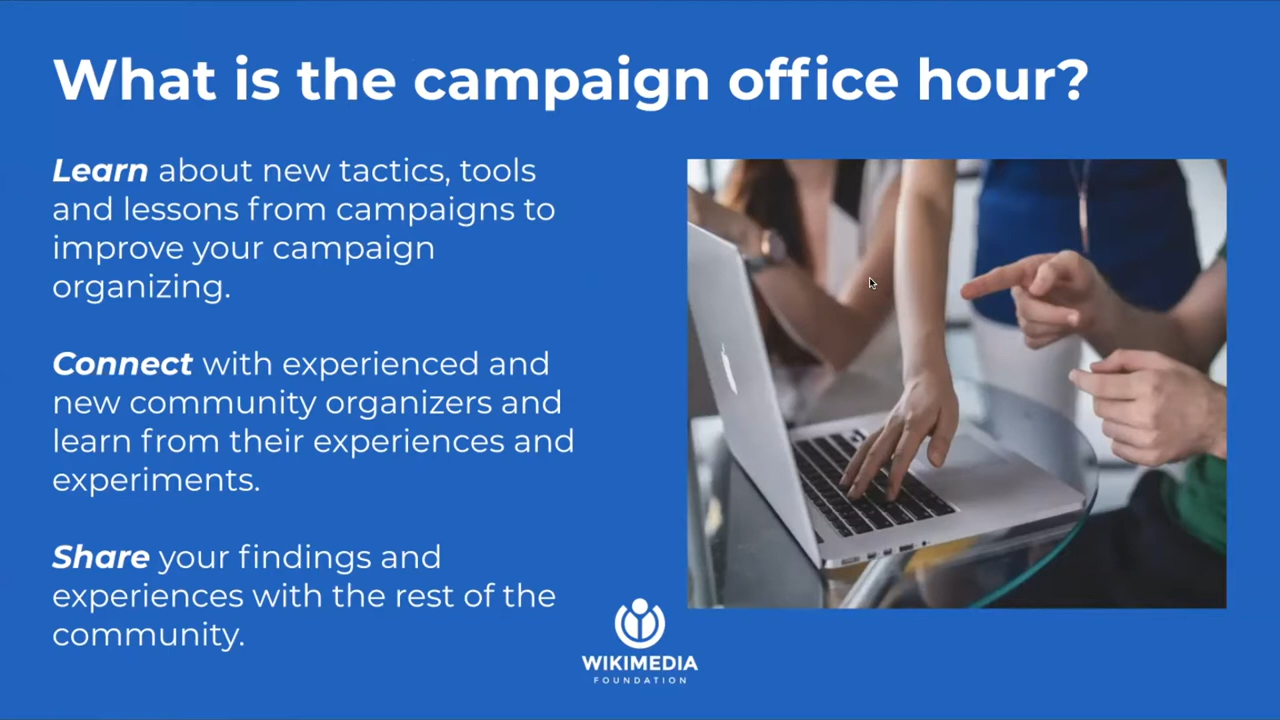 What is the campaign office hour?
Learn about new tactics, tools
and lessons from campaigns to
improve your campaign
organizing.
Connect with experienced and
new community organizers and
learn from their experiences and
experiments.
Share your findings and
experiences with the rest of the
community.
WIKIMEDIA
FOUNDATION